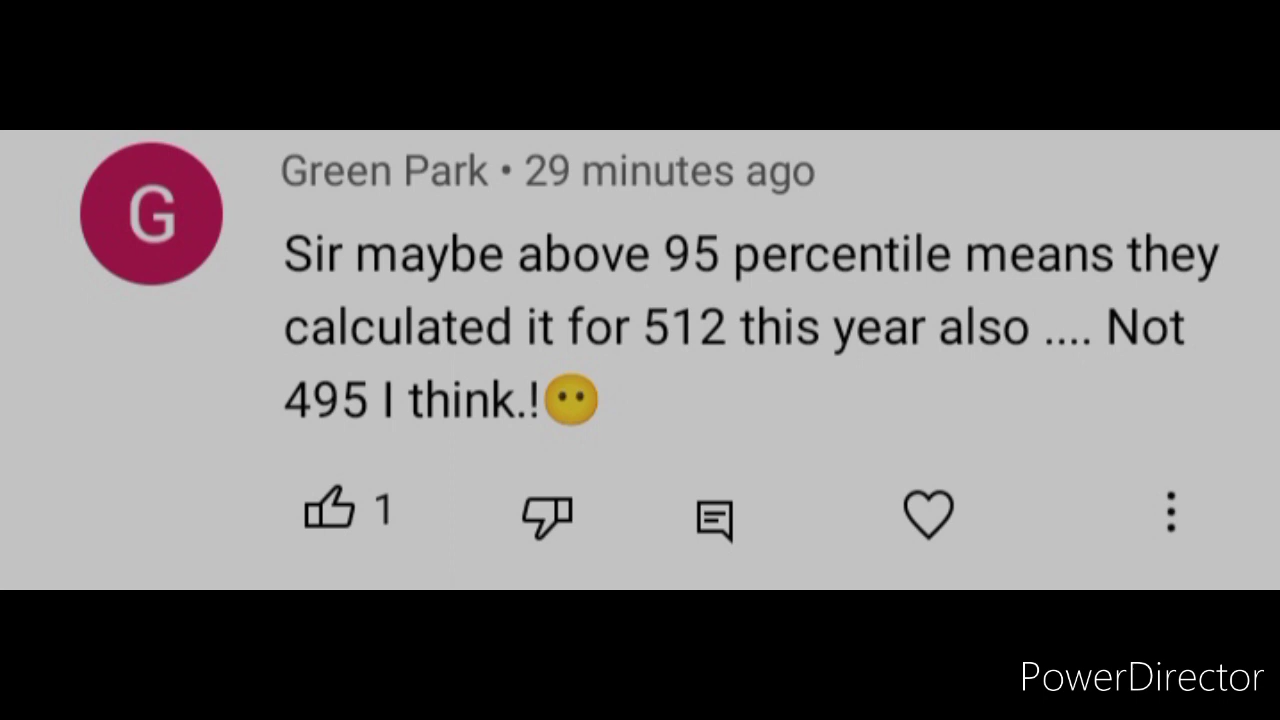 G
Green Park • 29 minutes ago
Sir maybe above 95 percentile means they
calculated it for 512 this year also .... Not
495 I think.!😶
1
PowerDirector